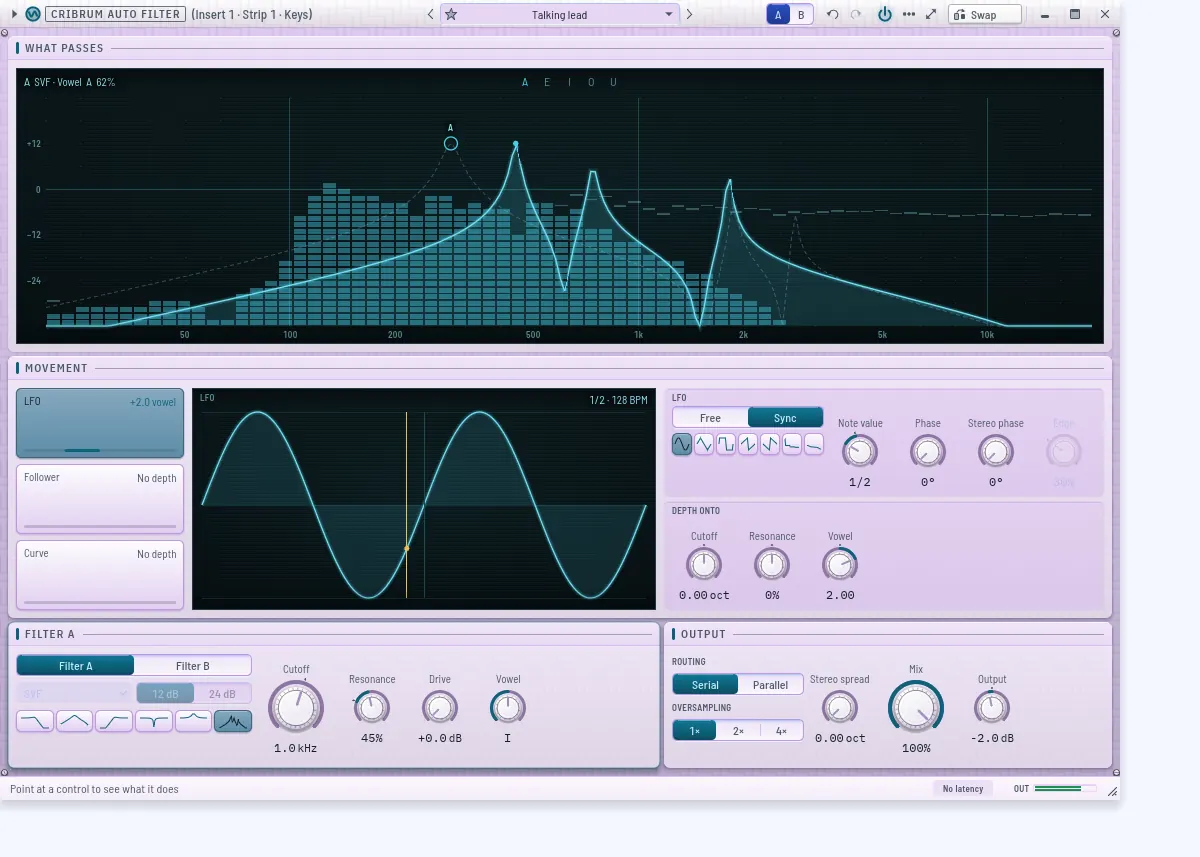 CRIBRUM AUTO FILTER (Insert 1 · Strip 1 · Keys) Talking lead A B Swap
WHAT PASSES
A SVF · Vowel A 62%
A E I O U
A
+12
0
-12
-24
50 100 200 500 1k 2k 5k 10k
MOVEMENT
LFO +2.0 vowel
Follower No depth
Curve No depth
LFO 1/2 · 128 BPM
LFO
Free Sync
Note value Phase Stereo phase Edge
1/2 0° 0° 30%
DEPTH ONTO
Cutoff Resonance Vowel
0.00 oct 0% 2.00
FILTER A
Filter A Filter B
SVF 12 dB 24 dB
Cutoff Resonance Drive Vowel
1.0 kHz 45% +0.0 dB I
OUTPUT
ROUTING
Serial Parallel
OVERSAMPLING
1× 2× 4×
Stereo spread Mix Output
0.00 oct 100% -2.0 dB
Point at a control to see what it does
No latency OUT